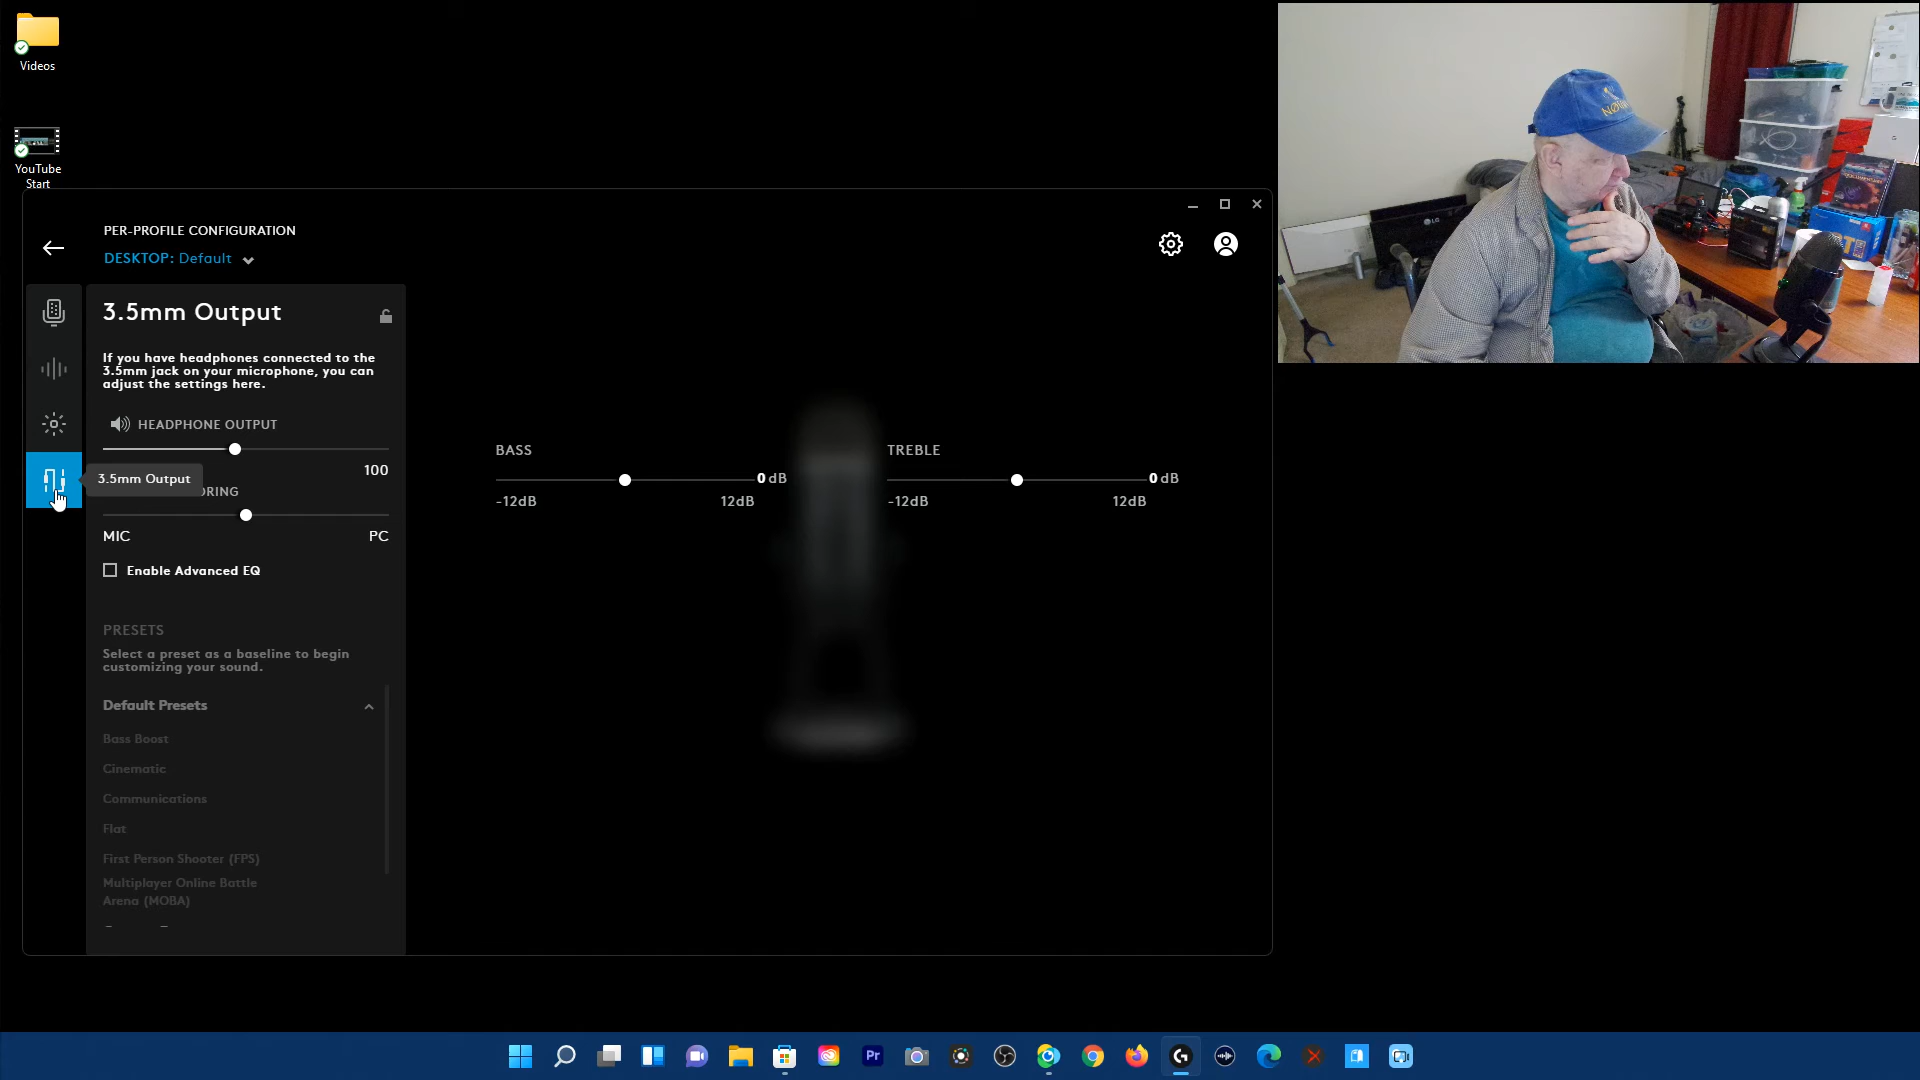 Videos
YouTube
Start
PER-PROFILE CONFIGURATION
DESKTOP: Default
3.5mm Output
If you have headphones connected to the
3.5mm jack on your microphone, you can
adjust the settings here.
HEADPHONE OUTPUT
100
3.5mm Output
ORING
MIC
PC
Enable Advanced EQ
PRESETS
Select a preset as a baseline to begin
customizing your sound.
Default Presets
Bass Boost
Cinematic
Communications
Flat
First Person Shooter (FPS)
Multiplayer Online Battle
Arena (MOBA)
BASS
0 dB
-12dB
12dB
TREBLE
0 dB
-12dB
12dB
LG
Pr